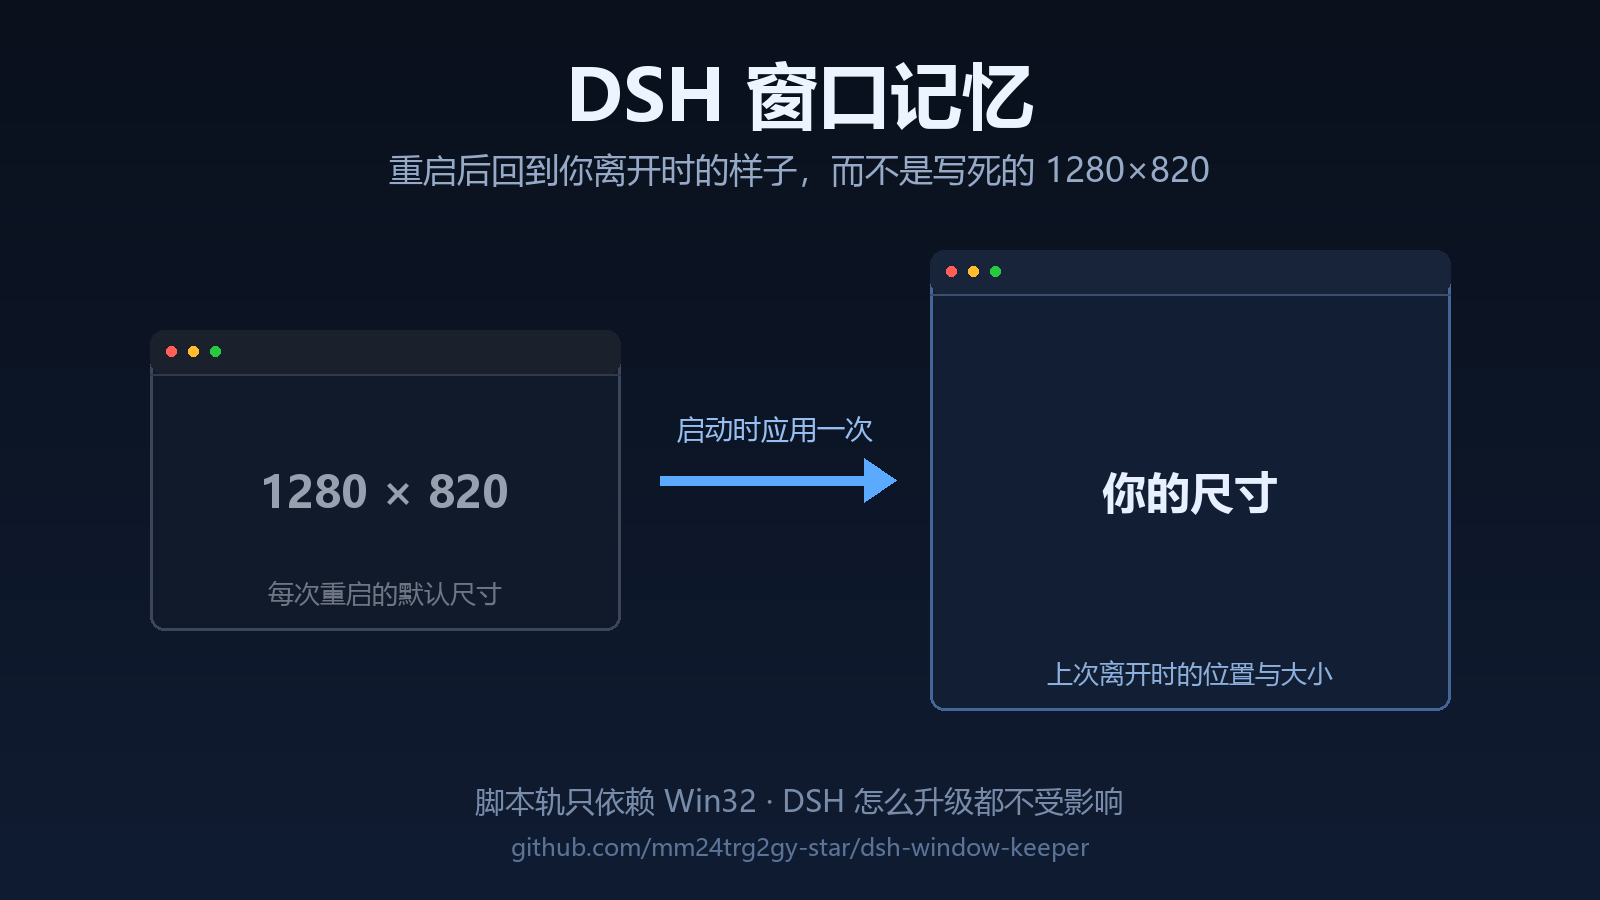 DSH 窗口记忆
重启后回到你离开时的样子，而不是写死的 1280×820
1280 × 820
每次重启的默认尺寸
启动时应用一次
你的尺寸
上次离开时的位置与大小
脚本轨只依赖 Win32 · DSH 怎么升级都不受影响
github.com/mm24trg2gy-star/dsh-window-keeper